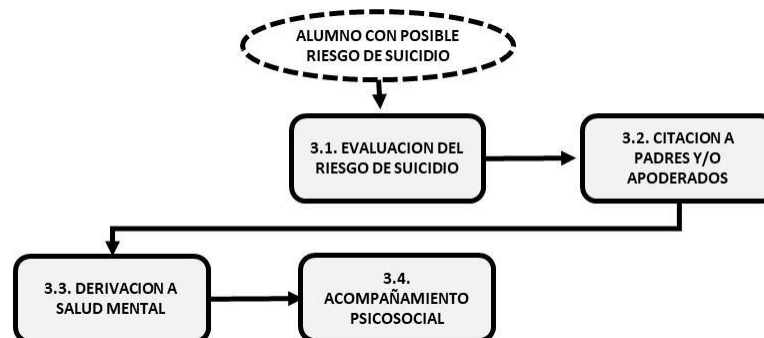 ALUMNO CON POSIBLE
RIESGO DE SUICIDIO
3.1. EVALUACION DEL
RIESGO DE SUICIDIO
3.2. CITACION A
PADRES Y/O
APODERADOS
3.3. DERIVACION A
SALUD MENTAL
3.4.
ACOMPAÑAMIENTO
PSICOSOCIAL